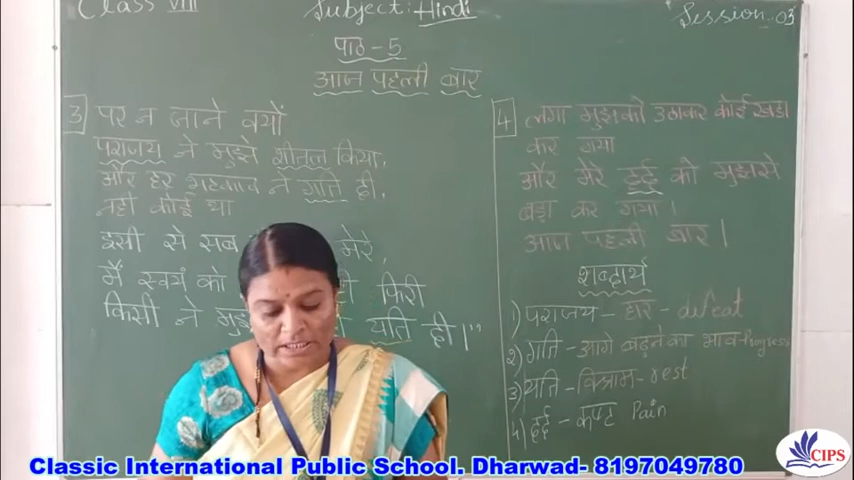 Class VIII
Subject: Hindi
Session: 03
पाठ-5
आज पहली बार
3 पर न जाने क्यों
पराजय ने मुझे शीतल किया,
और हर भटकाव ने गति दी,
नहीं कोई था
इसी से सब मेरे,
मैं स्वयं को फिरी
किसी ने यति दी।"
4 लगा मुझको उठाकर कोई खडा
कर गया
और मेरे दर्द को मुझसे
बड़ा कर गया।
आज पहली बार।
शब्दार्थ
1) पराजय - हार - defeat
2) गति - आगे बढ़ने का भाव - Progress
3) यति - विश्राम - rest
4) दर्द - कष्ट Pain
Classic International Public School. Dharwad- 8197049780
CIPS